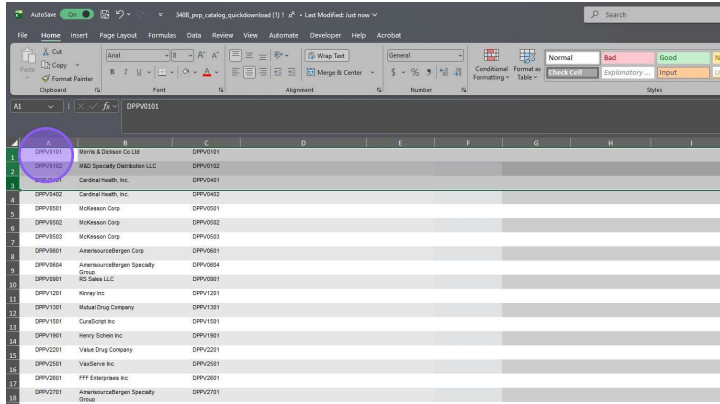 AutoSave On 340B_pvp_catalog_quickdownload (1) 1 • Last Modified: Just now Search
File Home Insert Page Layout Formulas Data Review View Automate Developer Help Acrobat
Paste Cut Arial 8 A^ A˅ Wrap Text General Conditional Formatting Format as Table Normal Bad Good
Copy B I U A Merge & Center $ % 9 Check Cell Explanatory ... Input
Format Painter
Clipboard Font Alignment Number Styles
A1 fx DPPV0101
A B C D E F G H I
1 DPPV0101 Morris & Dickson Co Ltd DPPV0101
2 DPPV0102 M&D Specialty Distribution LLC DPPV0102
3 DPPV0401 Cardinal Health, Inc. DPPV0401
4 DPPV0402 Cardinal Health, Inc. DPPV0402
5 DPPV0501 McKesson Corp DPPV0501
6 DPPV0502 McKesson Corp DPPV0502
7 DPPV0503 McKesson Corp DPPV0503
8 DPPV0601 AmerisourceBergen Corp DPPV0601
9 DPPV0604 AmerisourceBergen Specialty Group DPPV0604
10 DPPV0901 RS Sales LLC DPPV0901
11 DPPV1201 Kinray Inc DPPV1201
12 DPPV1301 Mutual Drug Company DPPV1301
13 DPPV1501 CuraScript Inc DPPV1501
14 DPPV1901 Henry Schein Inc DPPV1901
15 DPPV2201 Value Drug Company DPPV2201
16 DPPV2501 VaxServe Inc DPPV2501
17 DPPV2601 FFF Enterprises Inc DPPV2601
18 DPPV2701 AmerisourceBergen Specialty Group DPPV2701